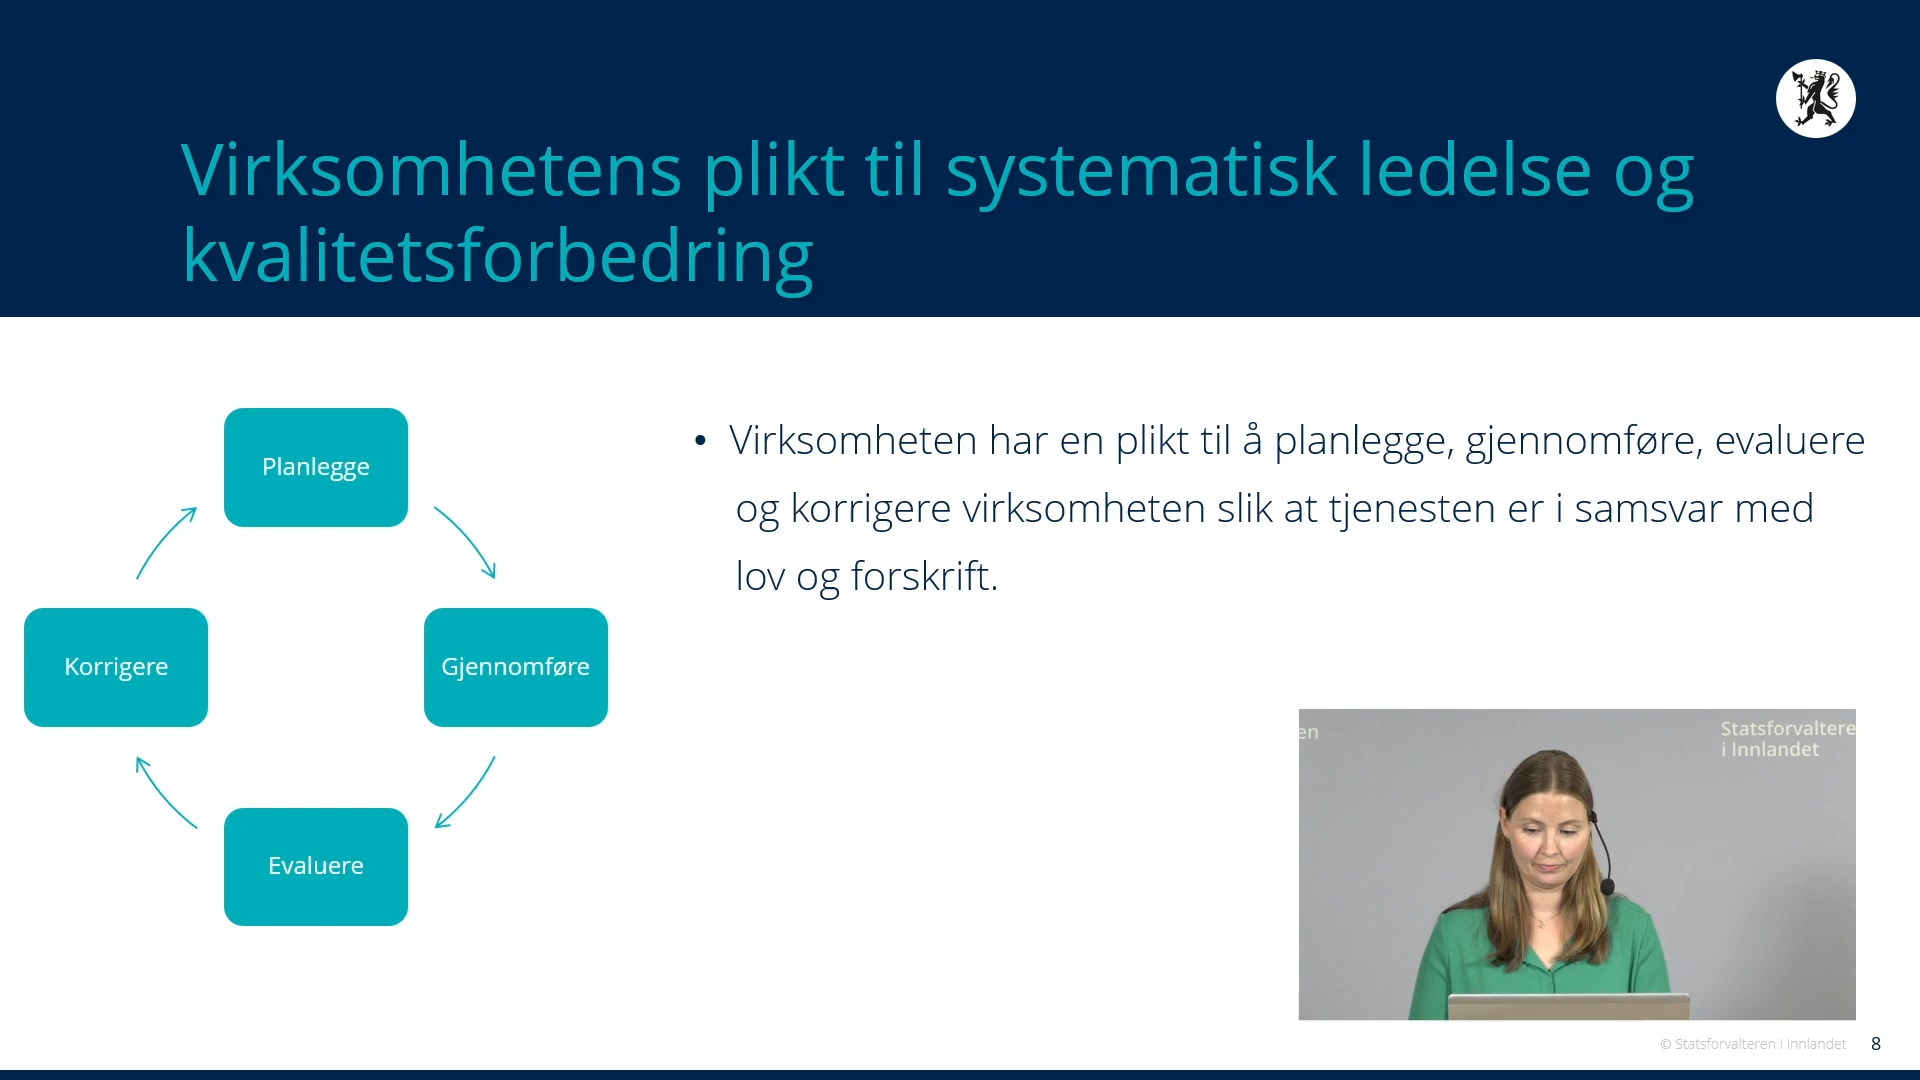 Virksomhetens plikt til systematisk ledelse og
kvalitetsforbedring
Planlegge
Gjennomføre
Evaluere
Korrigere
• Virksomheten har en plikt til å planlegge, gjennomføre, evaluere
og korrigere virksomheten slik at tjenesten er i samsvar med
lov og forskrift.
en
Statsforvaltere
i Innlandet
© Statsforvalteren i Innlandet
8